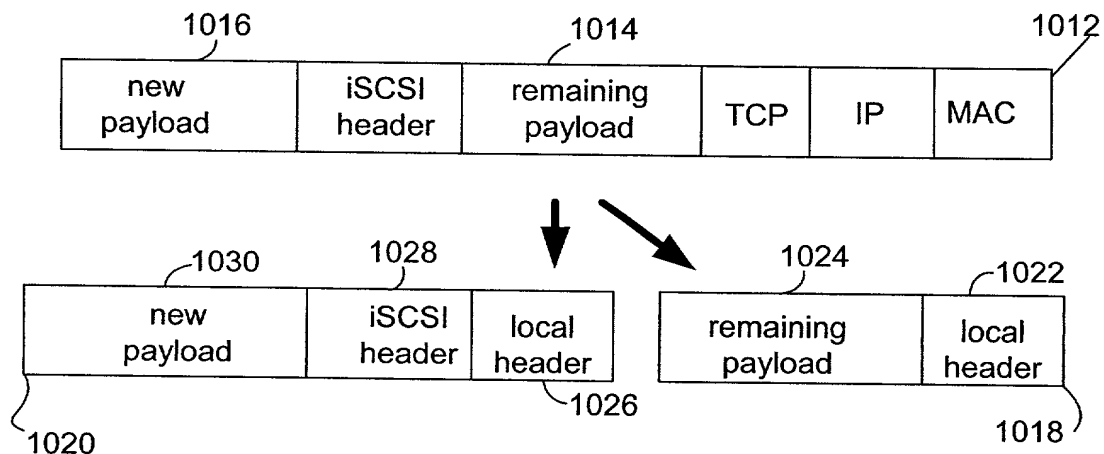 1016
1014
1012
new payload
iSCSI header
remaining payload
TCP
IP
MAC
1030
1028
1024
1022
new payload
iSCSI header
local header
remaining payload
local header
1026
1020
1018